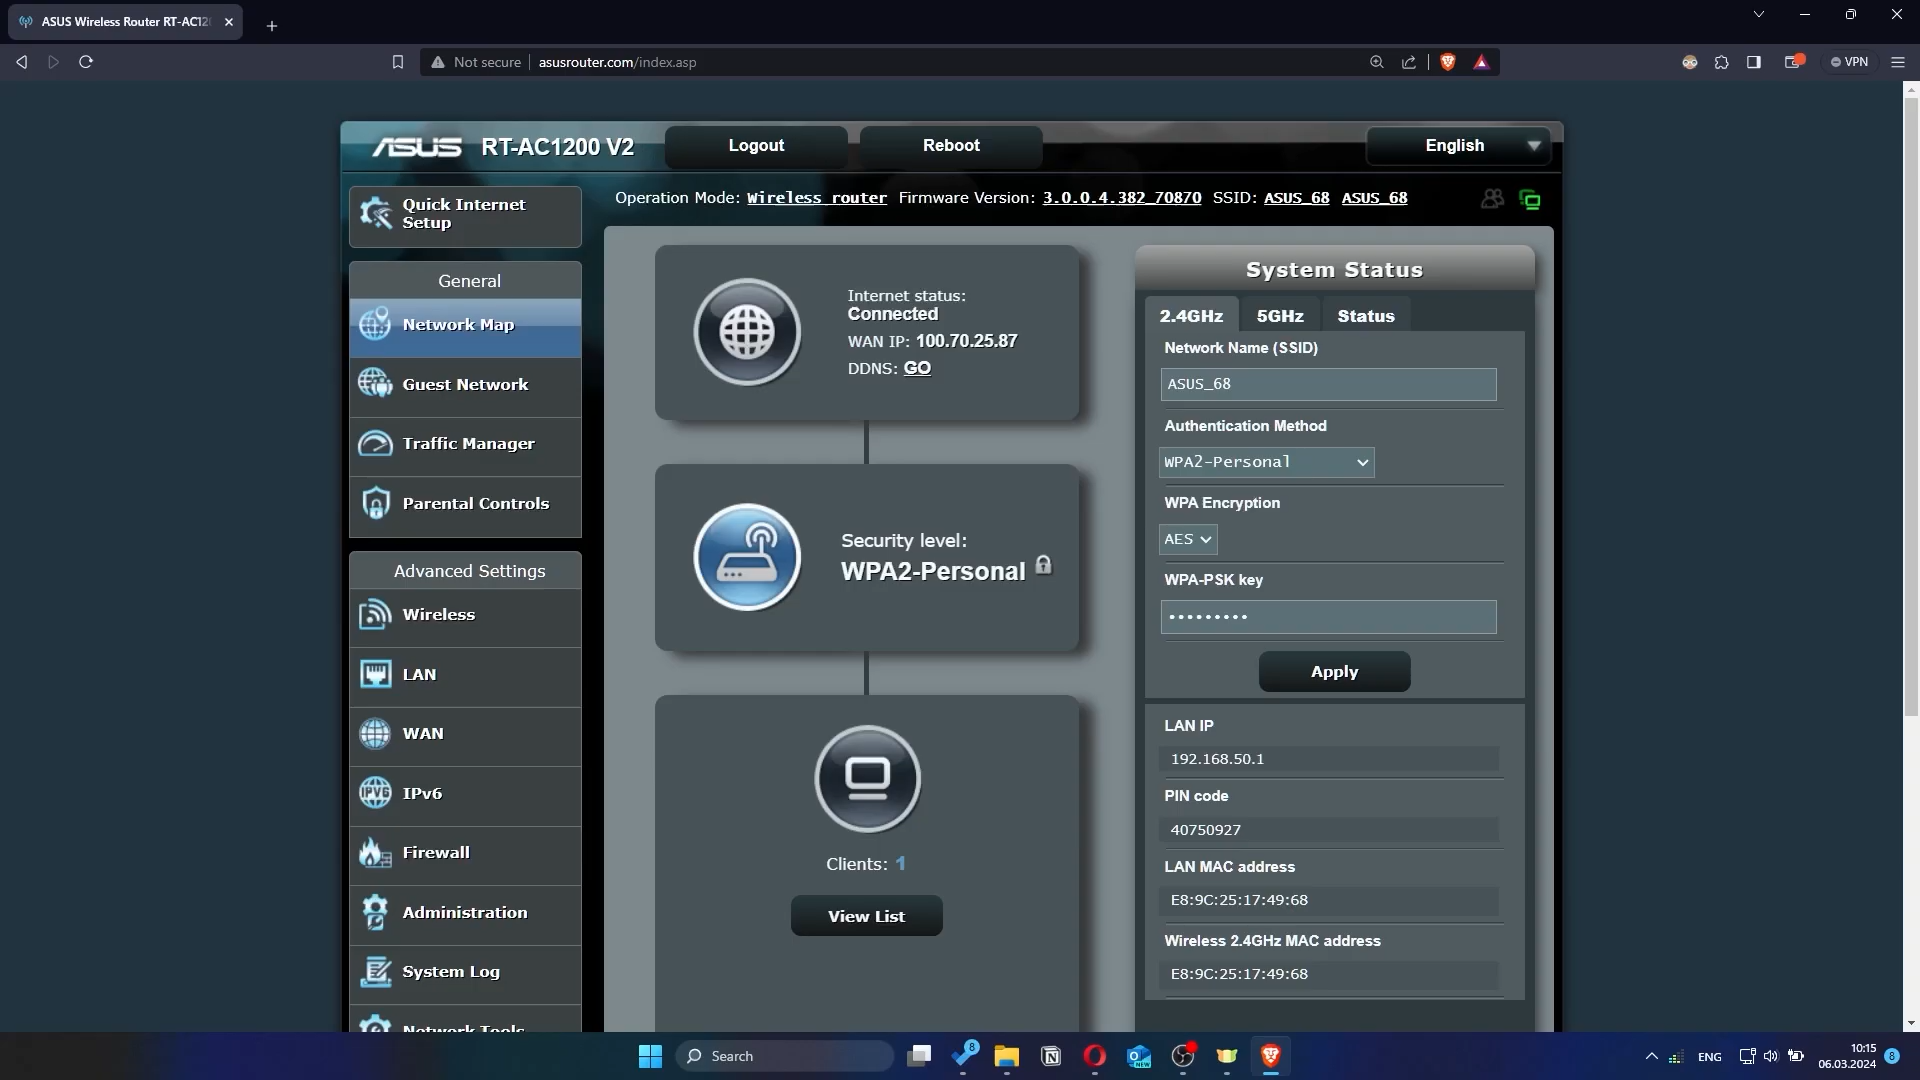 ASUS Wireless Router RT-AC12
Not secure
asusrouter.com/index.asp
VPN
ASUS RT-AC1200 V2
Logout
Reboot
English
Quick Internet
Setup
Operation Mode: Wireless router Firmware Version: 3.0.0.4.382_70870 SSID: ASUS_68 ASUS_68
General
Network Map
Guest Network
Traffic Manager
Parental Controls
Advanced Settings
Wireless
LAN
WAN
IPv6
Firewall
Administration
System Log
Network Tools
Internet status:
Connected
WAN IP: 100.70.25.87
DDNS: GO
Security level:
WPA2-Personal
Clients: 1
View List
System Status
2.4GHz
5GHz
Status
Network Name (SSID)
ASUS_68
Authentication Method
WPA2-Personal
WPA Encryption
AES
WPA-PSK key
•••••••••
Apply
LAN IP
192.168.50.1
PIN code
40750927
LAN MAC address
E8:9C:25:17:49:68
Wireless 2.4GHz MAC address
E8:9C:25:17:49:68
Search
8
NEW
ENG
10:15
06.03.2024
8